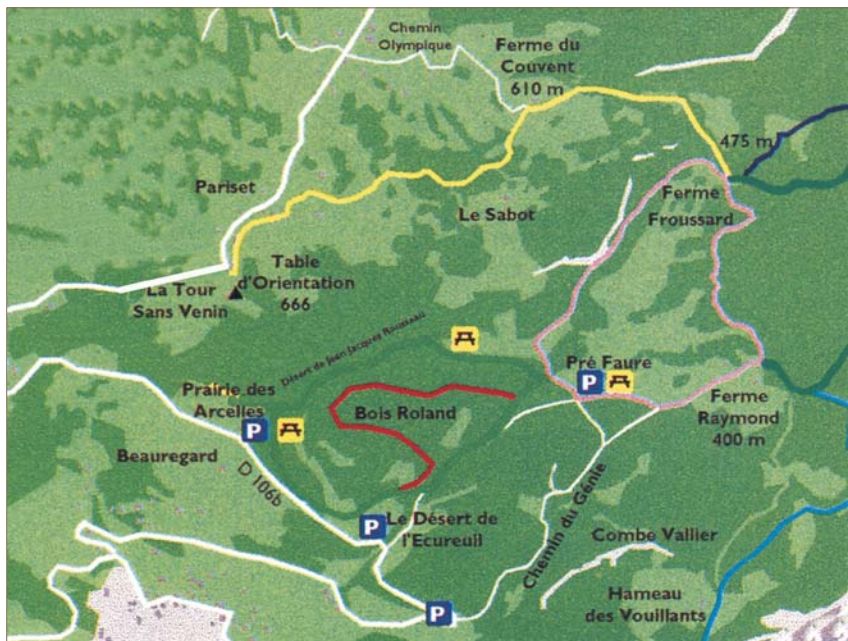 Chemin
Olympique
Ferme du
Couvent
610 m
475 m
Pariset
Ferme
Froussard
Le Sabot
Table
d'Orientation
666
La Tour
Sans Venin
Désert de Jean Jacques Rousseau
Pré Faure
P
Prairie des
Arcelles
P
Bois Roland
Ferme
Raymond
400 m
Beauregard
D 106b
P
Le Désert de
l'Ecureuil
Chemin du Génie
Combe Vallier
Hameau
des Vouillants
P